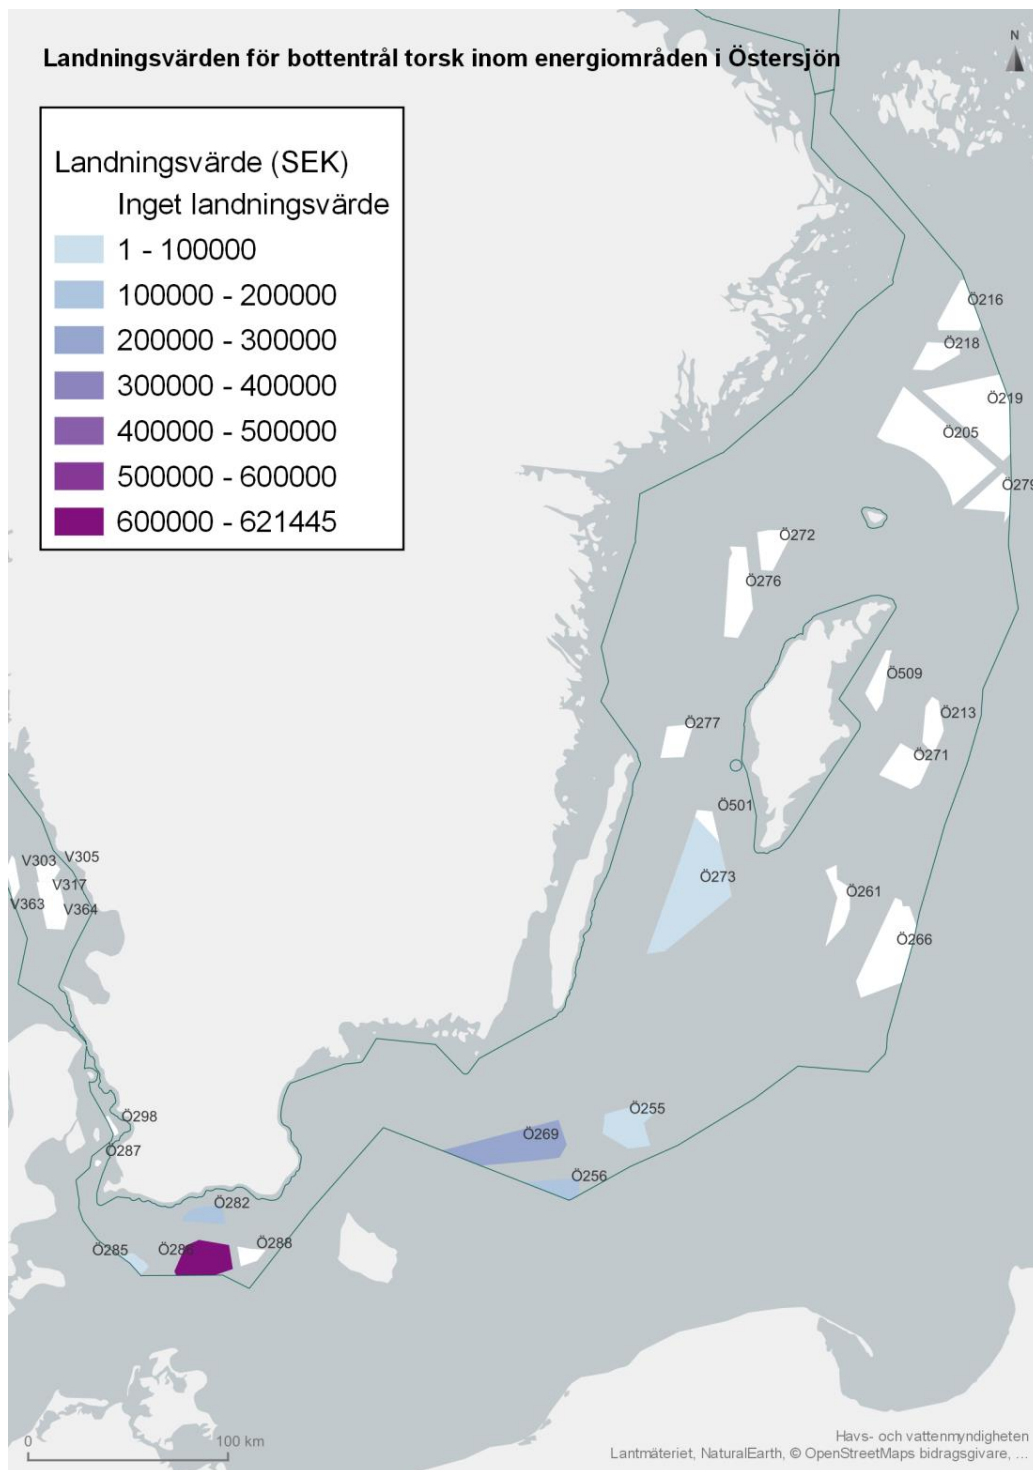 Landningsvärden för bottentrål torsk inom energiområden i Östersjön
N
Landningsvärde (SEK)
Inget landningsvärde
1 - 100000
100000 - 200000
200000 - 300000
300000 - 400000
400000 - 500000
500000 - 600000
600000 - 621445
Ö216
Ö218
Ö219
Ö205
Ö279
Ö272
Ö276
Ö509
Ö213
Ö277
Ö271
Ö501
V303
V305
Ö273
V317
V363
V364
Ö261
Ö266
Ö298
Ö255
Ö269
Ö287
Ö256
Ö282
Ö285
Ö288
0
100 km
Havs- och vattenmyndigheten
Lantmäteriet, NaturalEarth, © OpenStreetMaps bidragsgivare, ...